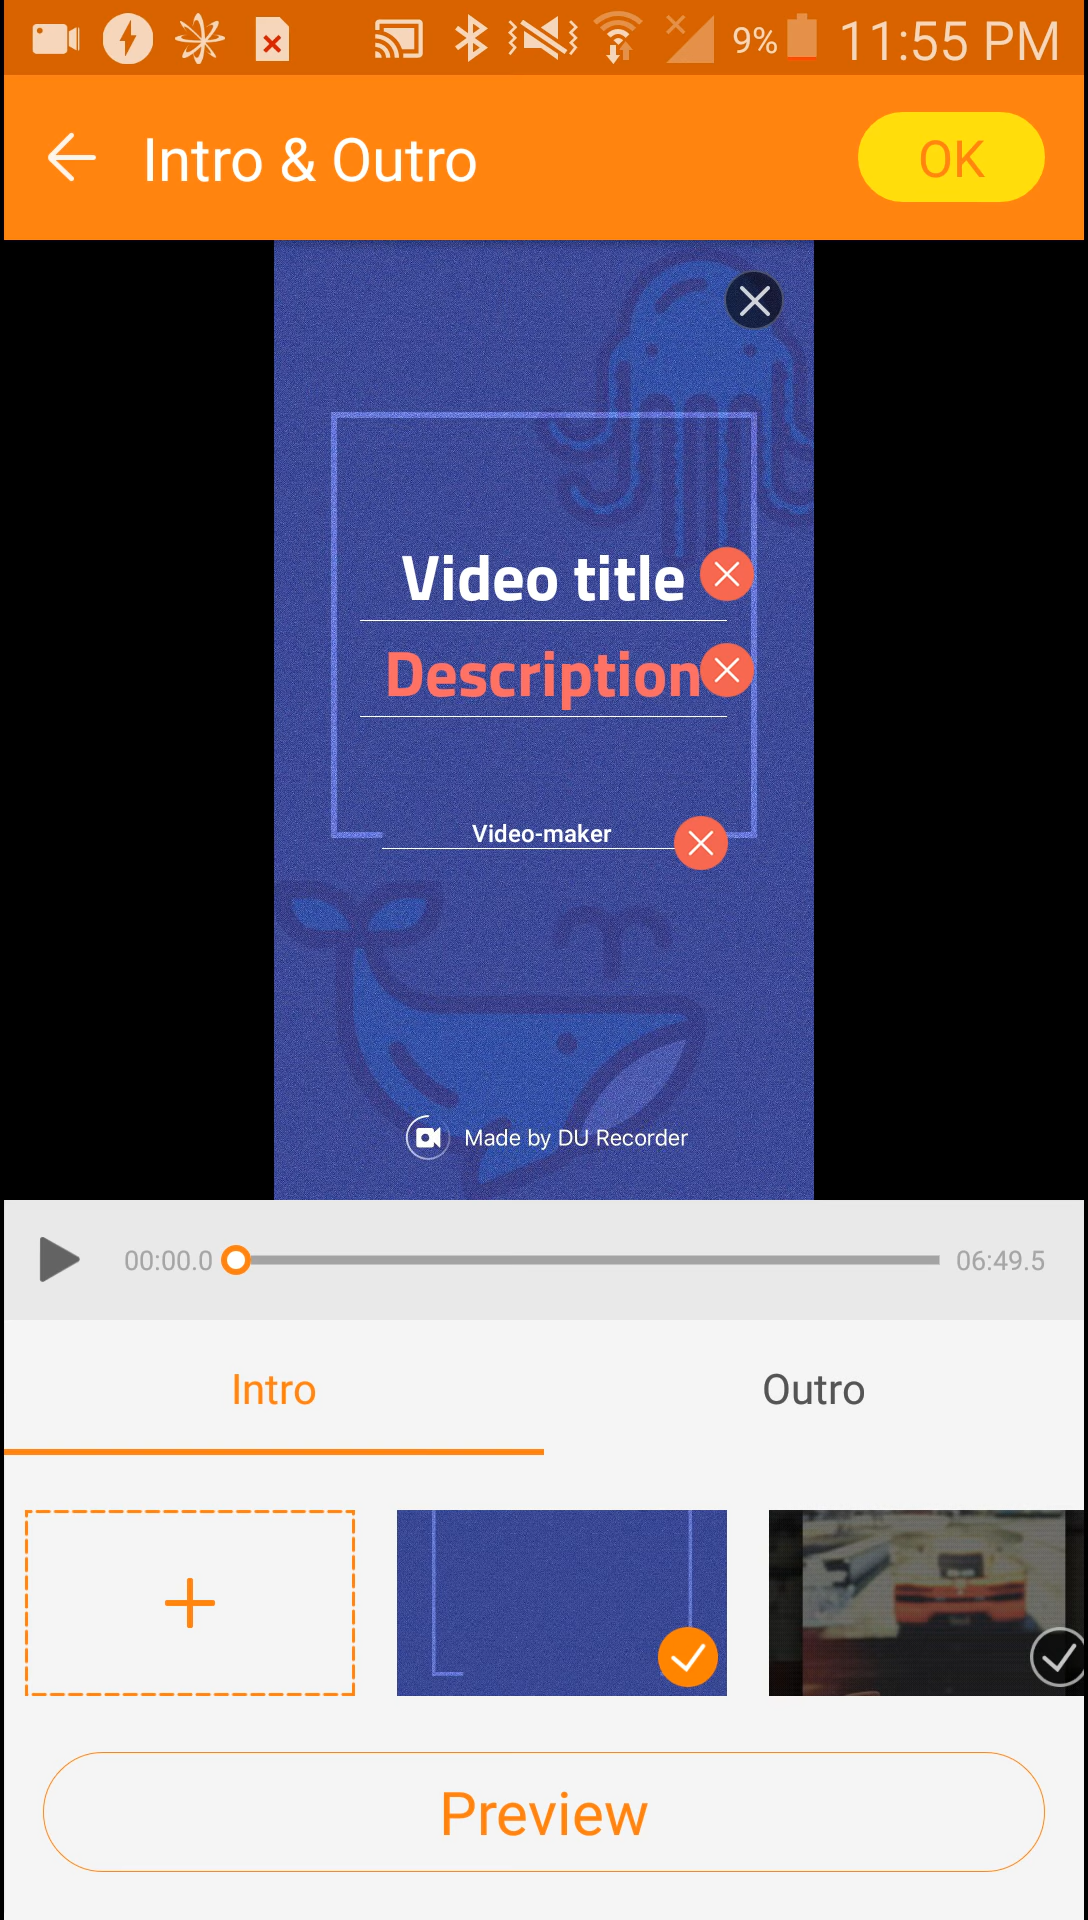 9% 11:55 PM
Intro & Outro
OK
Video title
Description
Video-maker
Made by DU Recorder
00:00.0
06:49.5
Intro
Outro
Preview